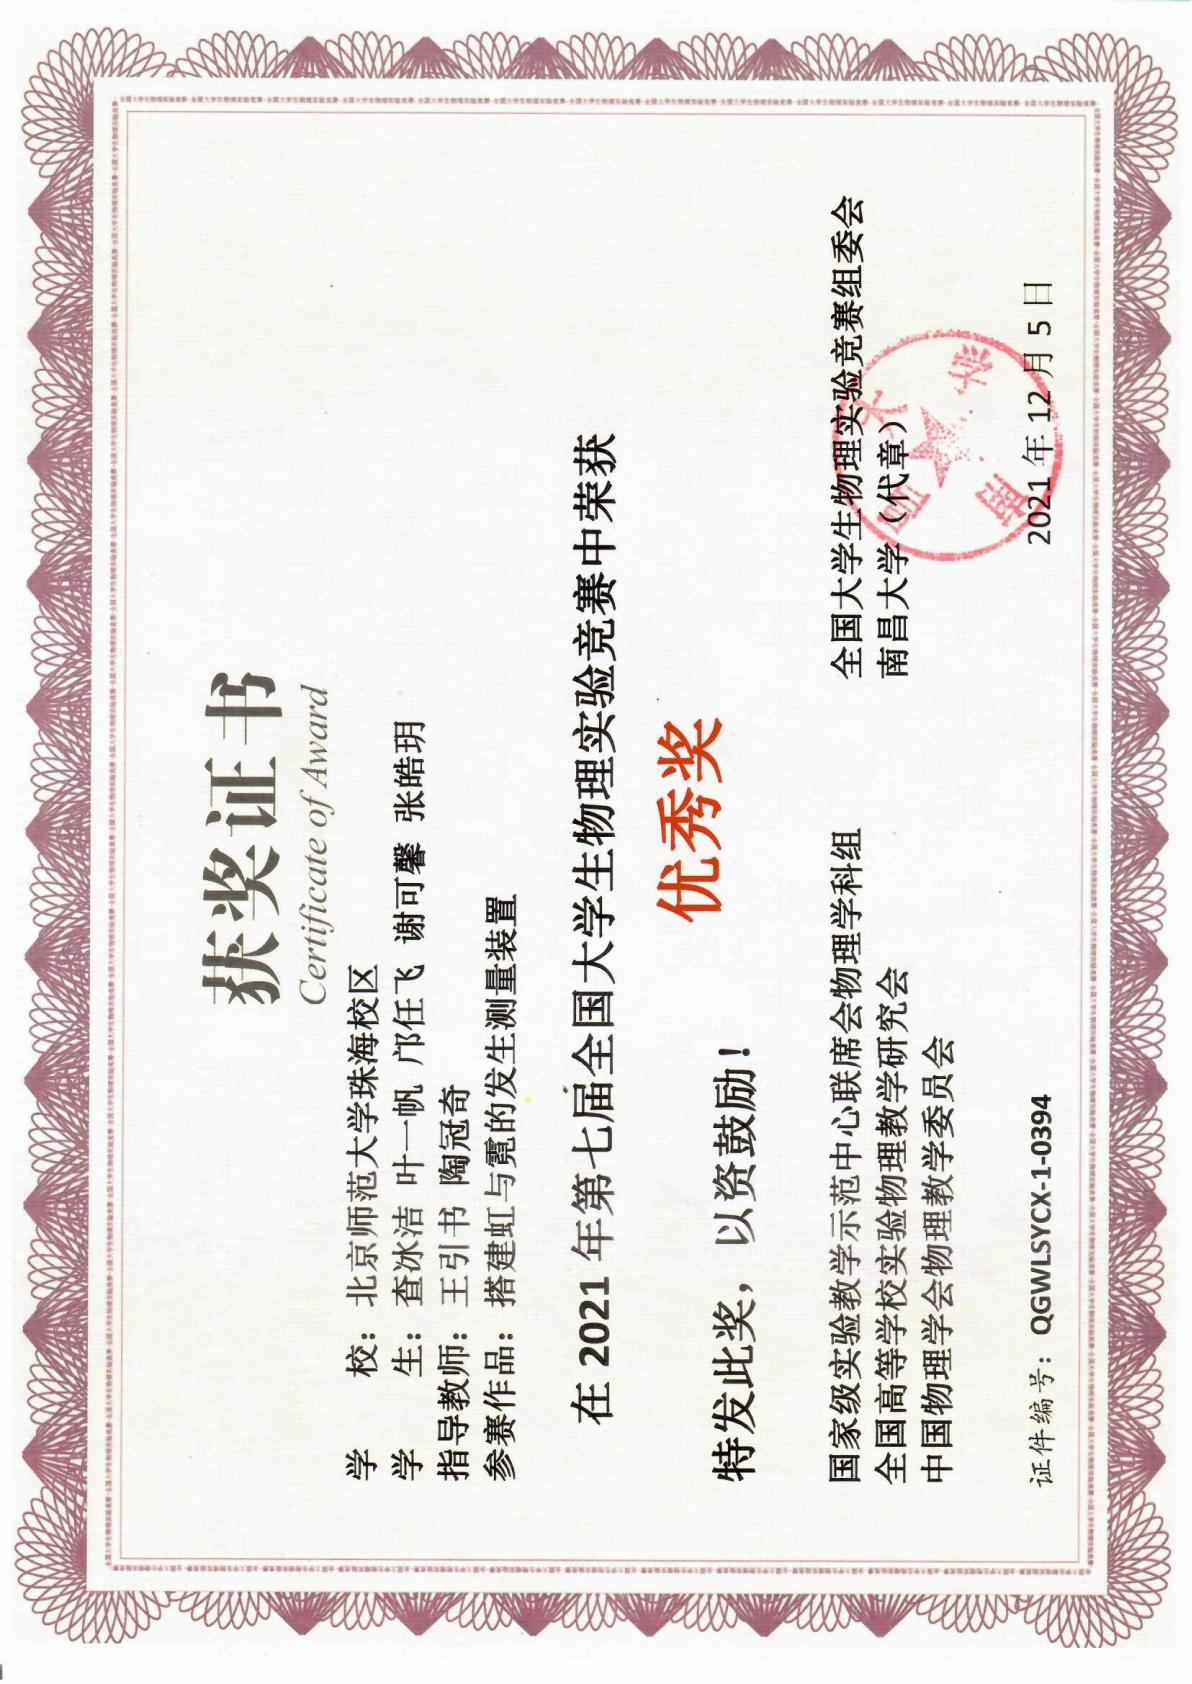 获奖证书
Certificate of Award
学 校：北京师范大学珠海校区
学 生：查冰洁 叶一帆 邝任飞 谢可馨 张皓玥
指导教师：王引书 陶冠奇
参赛作品：搭建虹与霓的发生测量装置
在 2021 年第七届全国大学生物理实验竞赛中荣获
优秀奖
特发此奖，以资鼓励！
国家级实验教学示范中心联席会物理学科组
全国高等学校实验物理教学研究会
中国物理学会物理教学委员会
全国大学生物理实验竞赛组委会
南昌大学（代章）
2021 年 12 月 5 日
证件编号：QGWLSYCX-1-0394